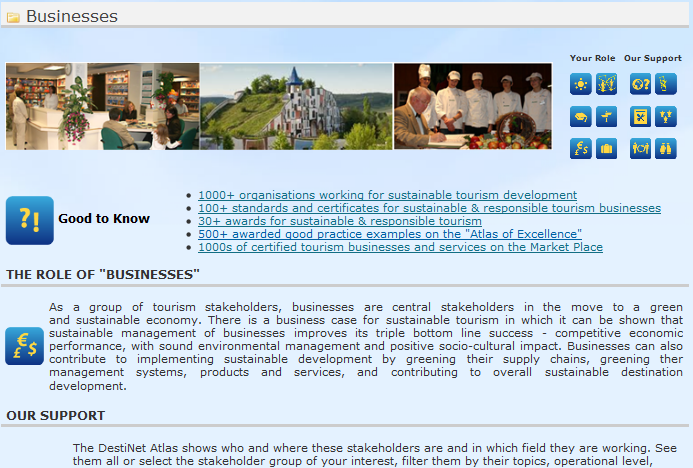 Businesses
Your Role Our Support
1000+ organisations working for sustainable tourism development
100+ standards and certificates for sustainable & responsible tourism businesses
30+ awards for sustainable & responsible tourism
500+ awarded good practice examples on the "Atlas of Excellence"
1000s of certified tourism businesses and services on the Market Place
?! Good to Know
THE ROLE OF "BUSINESSES"
As a group of tourism stakeholders, businesses are central stakeholders in the move to a green
and sustainable economy. There is a business case for sustainable tourism in which it can be shown that
sustainable management of businesses improves its triple bottom line success - competitive economic
performance, with sound environmental management and positive socio-cultural impact. Businesses can also
contribute to implementing sustainable development by greening their supply chains, greening ther
management systems, products and services, and contributing to overall sustainable destination
development.
€ £ $
OUR SUPPORT
The DestiNet Atlas shows who and where these stakeholders are and in which field they are working. See
them all or select the stakeholder group of your interest, filter them by their topics, operational level,